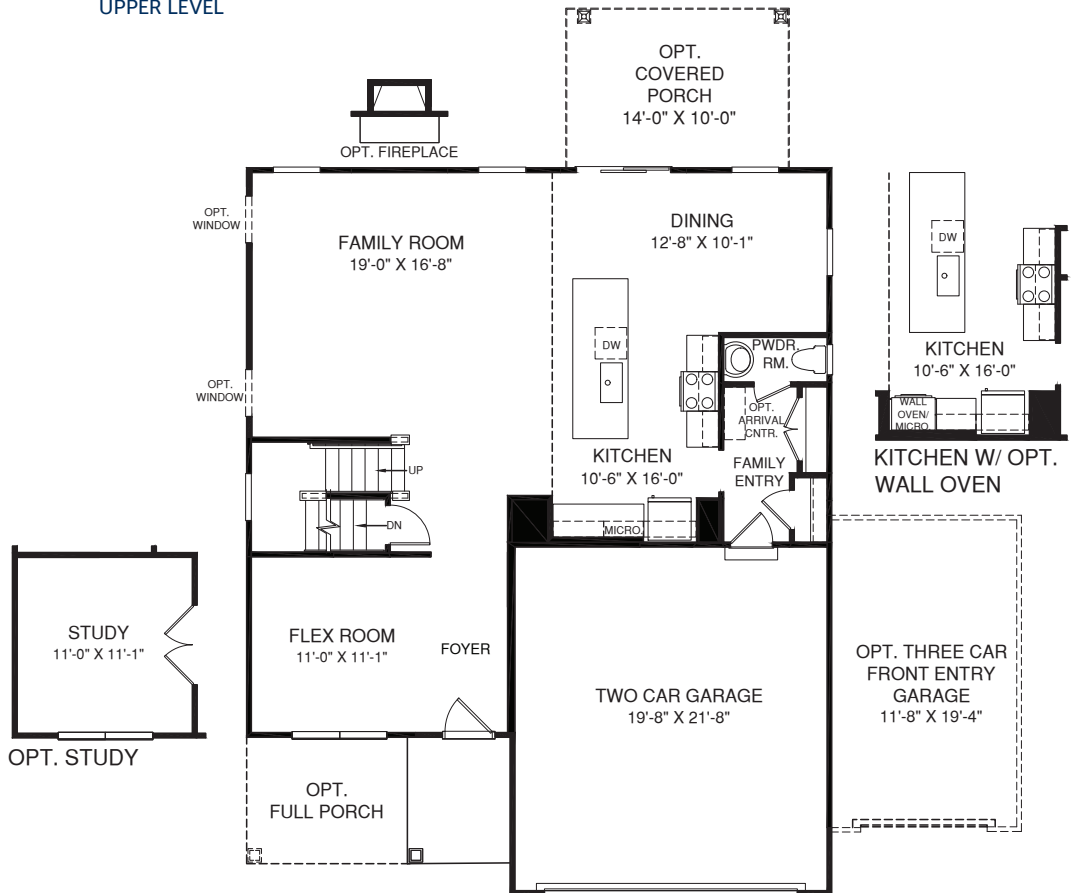 UPPER LEVEL
OPT.
COVERED
PORCH
14'-0" X 10'-0"
OPT. FIREPLACE
OPT.
WINDOW
FAMILY ROOM
19'-0" X 16'-8"
DINING
12'-8" X 10'-1"
DW
PWDR.
RM.
OPT.
WINDOW
OPT.
ARRIVAL
CNTR.
FAMILY
ENTRY
KITCHEN
10'-6" X 16'-0"
UP
DN
MICRO.
DW
KITCHEN
10'-6" X 16'-0"
WALL
OVEN/
MICRO.
KITCHEN W/ OPT.
WALL OVEN
STUDY
11'-0" X 11'-1"
OPT. STUDY
FLEX ROOM
11'-0" X 11'-1"
FOYER
TWO CAR GARAGE
19'-8" X 21'-8"
OPT. THREE CAR
FRONT ENTRY
GARAGE
11'-8" X 19'-4"
OPT.
FULL PORCH